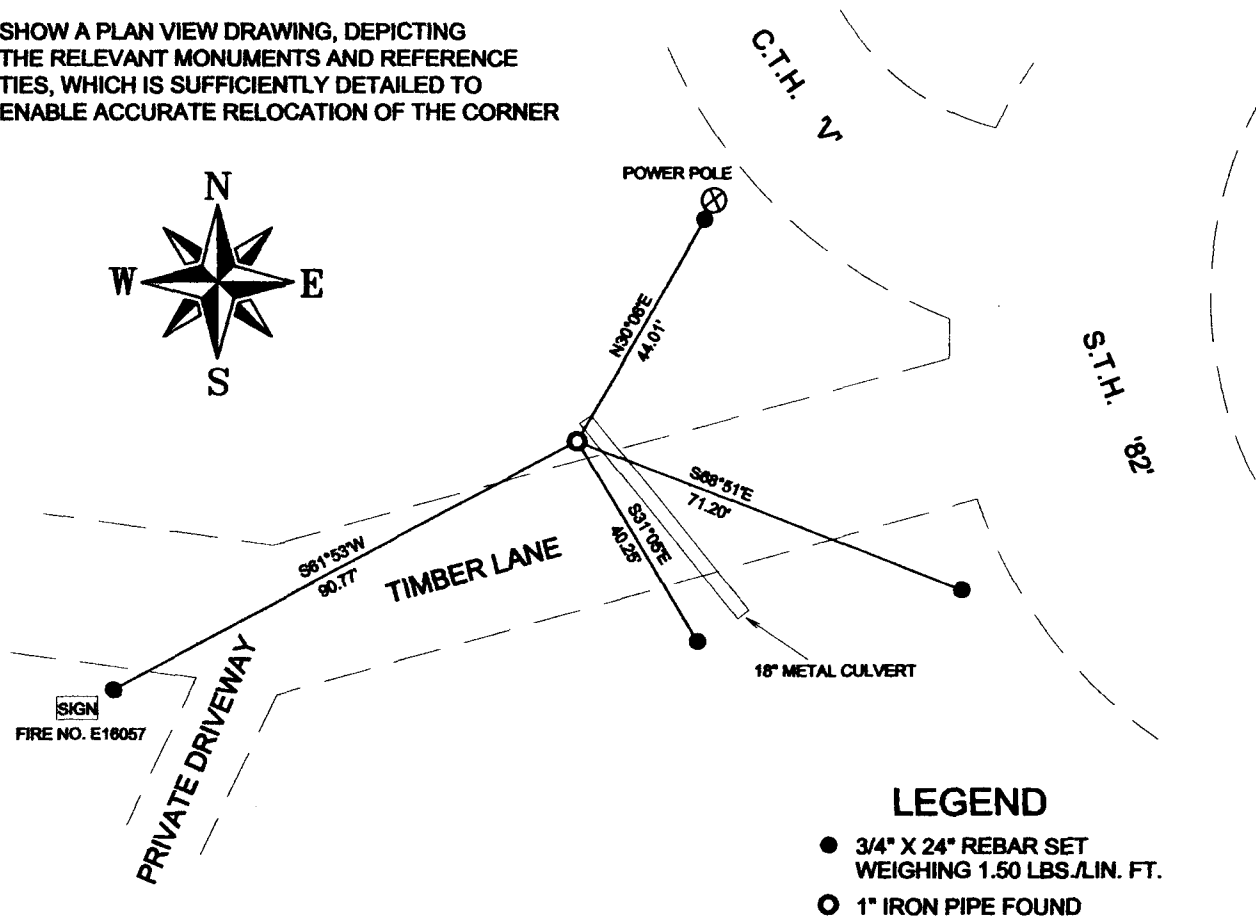 SHOW A PLAN VIEW DRAWING, DEPICTING
THE RELEVANT MONUMENTS AND REFERENCE
TIES, WHICH IS SUFFICIENTLY DETAILED TO
ENABLE ACCURATE RELOCATION OF THE CORNER
C.T.H. 'V'
POWER POLE
N
W E
S
N30°06'E
44.01'
S.T.H. '82'
S68°51'E
71.20'
S31°05'E
40.25'
S61°53'W
90.77'
TIMBER LANE
18" METAL CULVERT
SIGN
FIRE NO. E16057
PRIVATE DRIVEWAY
LEGEND
3/4" X 24" REBAR SET
WEIGHING 1.50 LBS./LIN. FT.
1" IRON PIPE FOUND